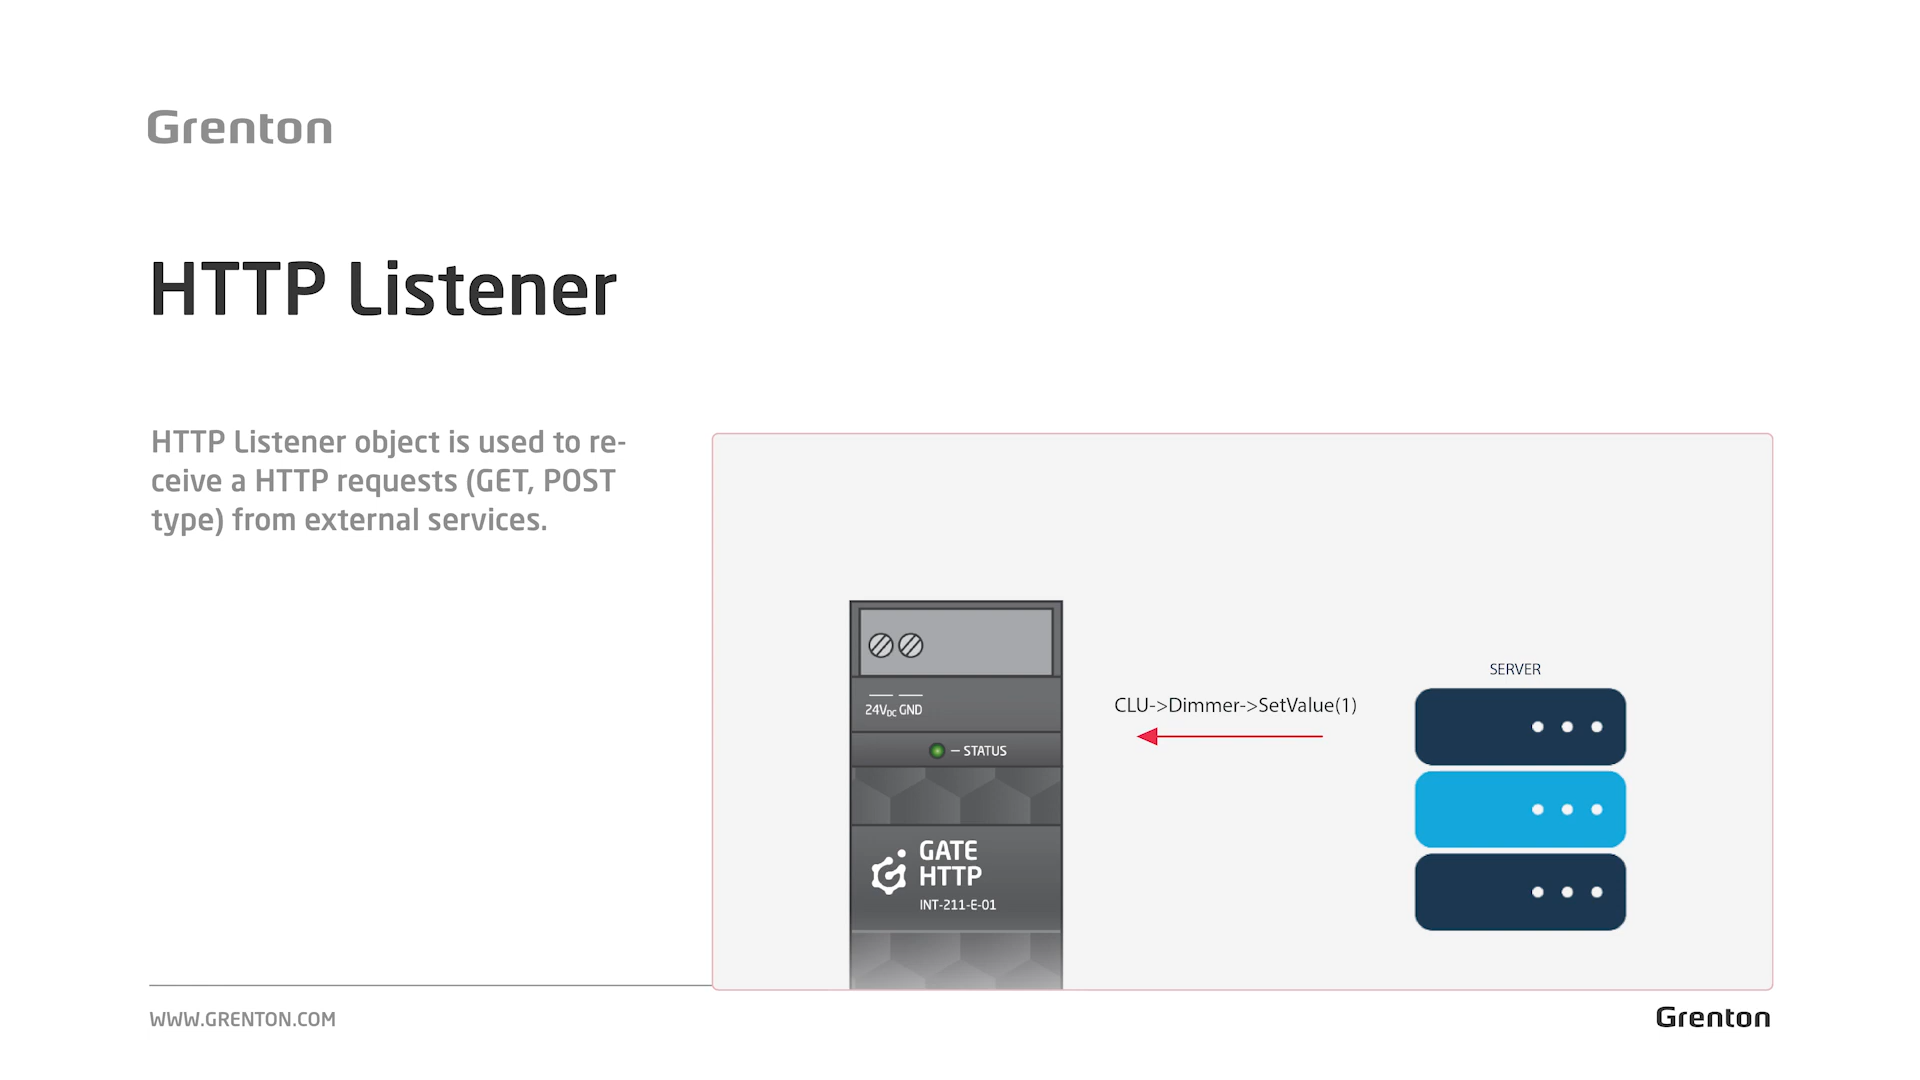 Grenton
HTTP Listener
HTTP Listener object is used to re-
ceive a HTTP requests (GET, POST
type) from external services.
SERVER
CLU->Dimmer->SetValue(1)
24VDC GND
– STATUS
GATE
HTTP
INT-211-E-01
WWW.GRENTON.COM
Grenton